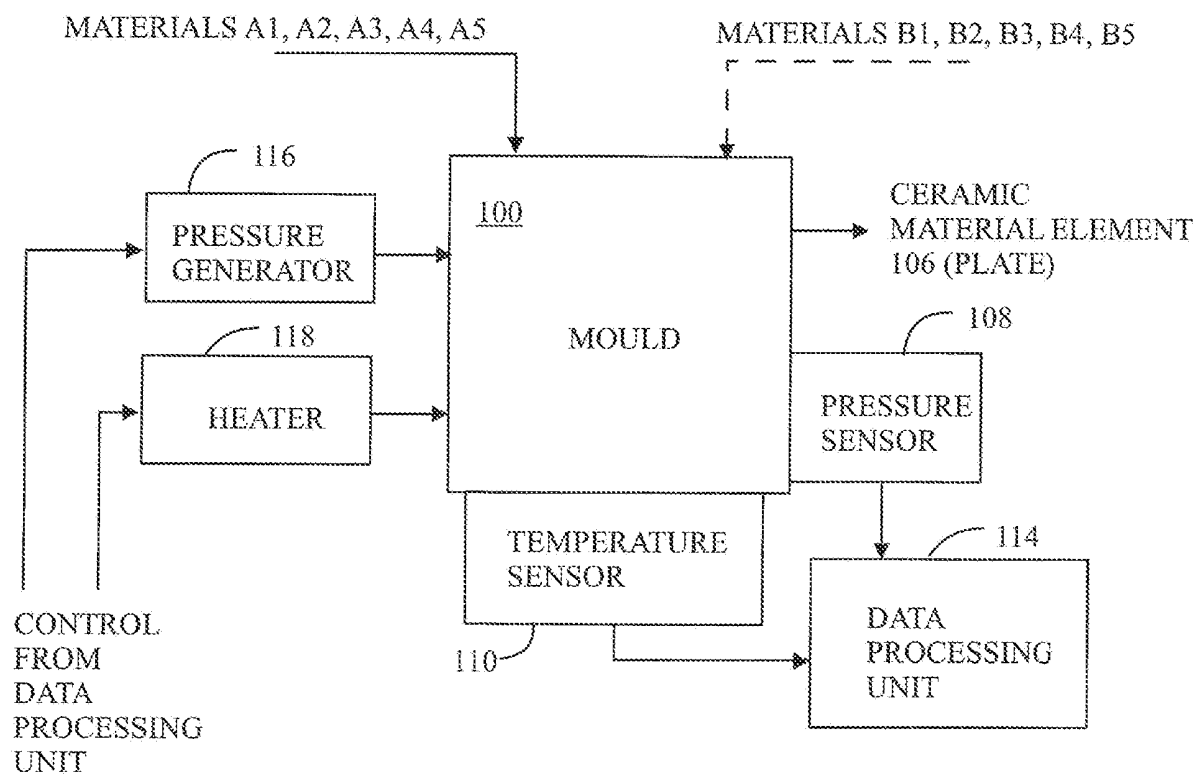 MATERIALS A1, A2, A3, A4, A5
MATERIALS B1, B2, B3, B4, B5
116
PRESSURE
GENERATOR
100
MOULD
CERAMIC
MATERIAL ELEMENT
106 (PLATE)
118
HEATER
108
PRESSURE
SENSOR
TEMPERATURE
SENSOR
110
114
DATA
PROCESSING
UNIT
CONTROL
FROM
DATA
PROCESSING
UNIT